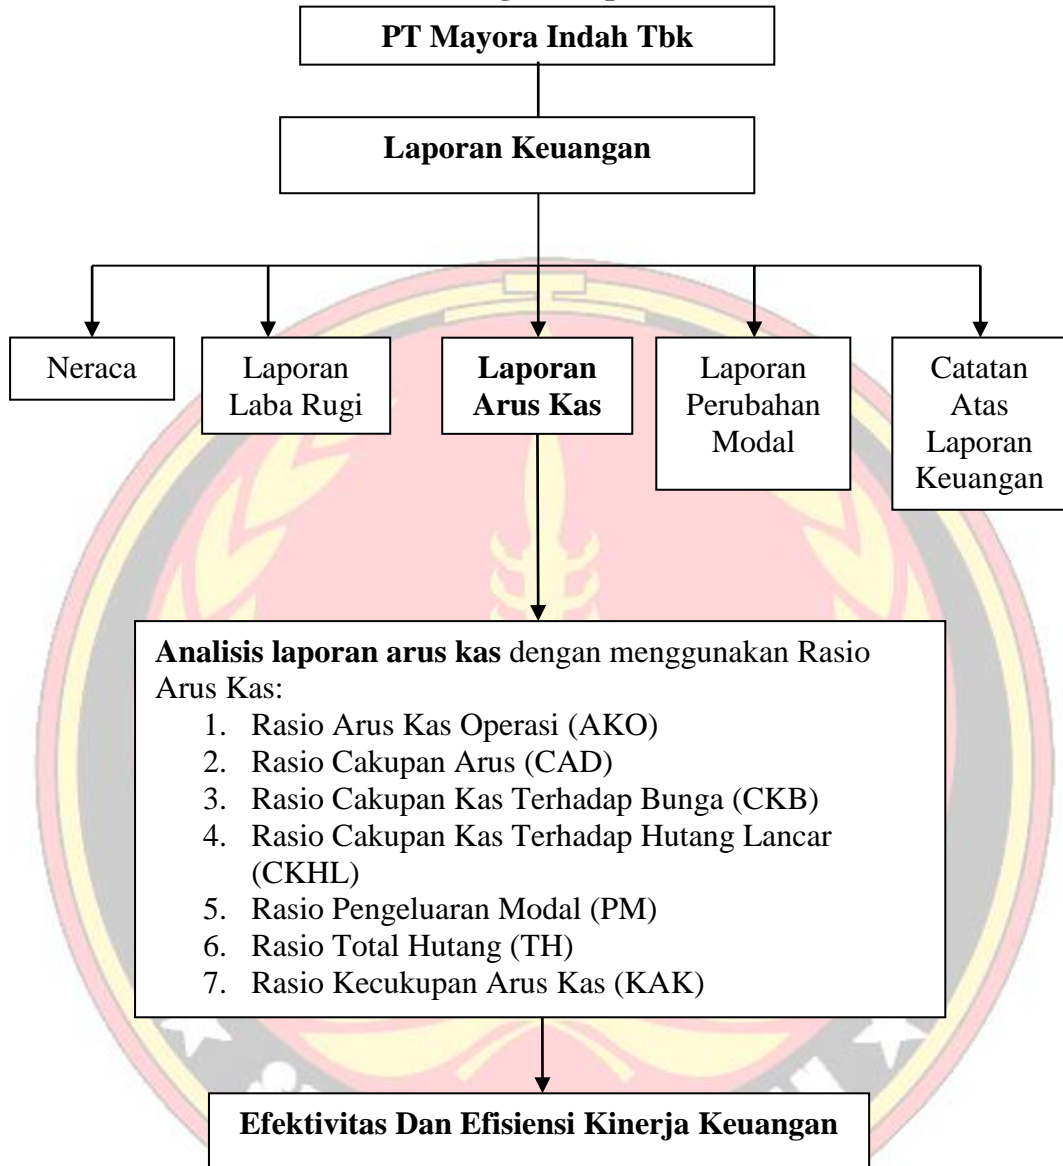 PT Mayora Indah Tbk
Laporan Keuangan
Neraca
Laporan
Laba Rugi
Laporan
Arus Kas
Laporan
Perubahan
Modal
Catatan
Atas
Laporan
Keuangan
Analisis laporan arus kas dengan menggunakan Rasio
Arus Kas:
1. Rasio Arus Kas Operasi (AKO)
2. Rasio Cakupan Arus (CAD)
3. Rasio Cakupan Kas Terhadap Bunga (CKB)
4. Rasio Cakupan Kas Terhadap Hutang Lancar
(CKHL)
5. Rasio Pengeluaran Modal (PM)
6. Rasio Total Hutang (TH)
7. Rasio Kecukupan Arus Kas (KAK)
Efektivitas Dan Efisiensi Kinerja Keuangan